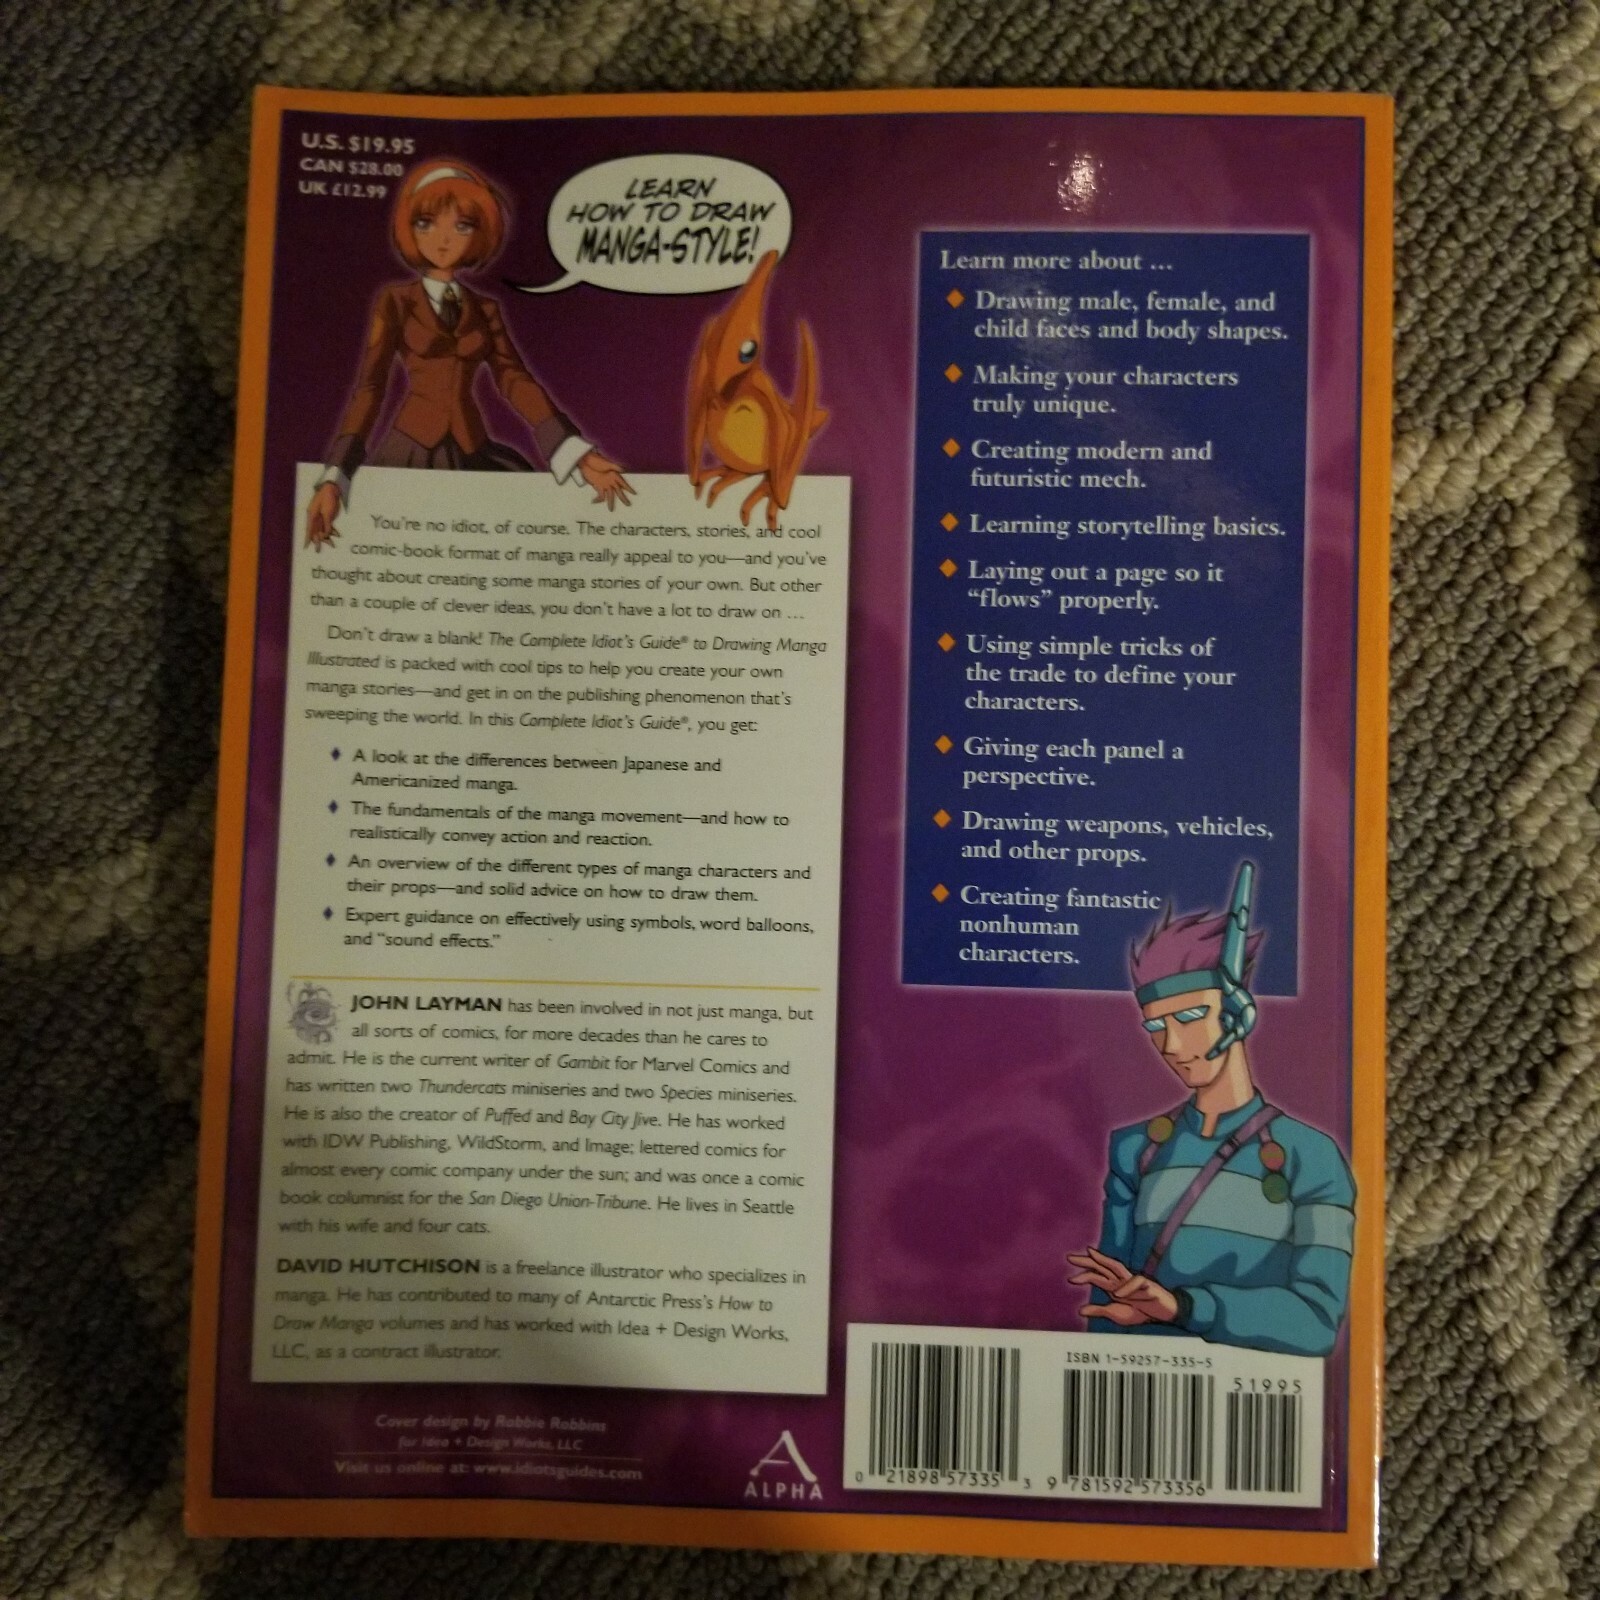 U.S. $19.95
CAN $28.00
UK £12.99
LEARN
HOW TO DRAW
MANGA-STYLE!
You're no idiot, of course. The characters, stories, and cool
comic-book format of manga really appeal to you—and you've
thought about creating some manga stories of your own. But other
than a couple of clever ideas, you don't have a lot to draw on ...
Don't draw a blank! The Complete Idiot's Guide® to Drawing Manga
Illustrated is packed with cool tips to help you create your own
manga stories—and get in on the publishing phenomenon that's
sweeping the world. In this Complete Idiot's Guide®, you get:
♦ A look at the differences between Japanese and
Americanized manga.
♦ The fundamentals of the manga movement—and how to
realistically convey action and reaction.
♦ An overview of the different types of manga characters and
their props—and solid advice on how to draw them.
♦ Expert guidance on effectively using symbols, word balloons,
and "sound effects."
JOHN LAYMAN has been involved in not just manga, but
all sorts of comics, for more decades than he cares to
admit. He is the current writer of Gambit for Marvel Comics and
has written two Thundercats miniseries and two Species miniseries.
He is also the creator of Puffed and Bay City Jive. He has worked
with IDW Publishing, WildStorm, and Image; lettered comics for
almost every comic company under the sun; and was once a comic
book columnist for the San Diego Union-Tribune. He lives in Seattle
with his wife and four cats.
DAVID HUTCHISON is a freelance illustrator who specializes in
manga. He has contributed to many of Antarctic Press's How to
Draw Manga volumes and has worked with Idea + Design Works,
LLC, as a contract illustrator.
Cover design by Robbie Robbins
for Idea + Design Works, LLC
Visit us online at: www.idiotsguides.com
ALPHA
Learn more about ...
♦ Drawing male, female, and
child faces and body shapes.
♦ Making your characters
truly unique.
♦ Creating modern and
futuristic mech.
♦ Learning storytelling basics.
♦ Laying out a page so it
"flows" properly.
♦ Using simple tricks of
the trade to define your
characters.
♦ Giving each panel a
perspective.
♦ Drawing weapons, vehicles,
and other props.
♦ Creating fantastic
nonhuman
characters.
ISBN 1-59257-335-5
51995
0 21898 57335 3
9 781592 573356